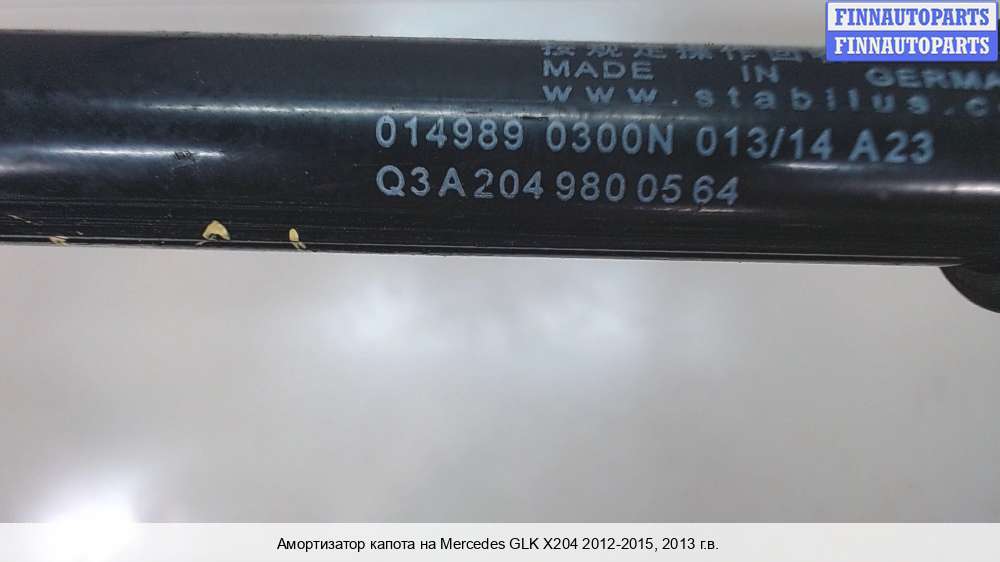 FINNAUTOPARTS
FINNAUTOPARTS
MADE IN
www.stabilus.c
014989 0300N 013/14 A23
Q3 A 204 980 05 64
Амортизатор капота на Mercedes GLK X204 2012-2015, 2013 г.в.